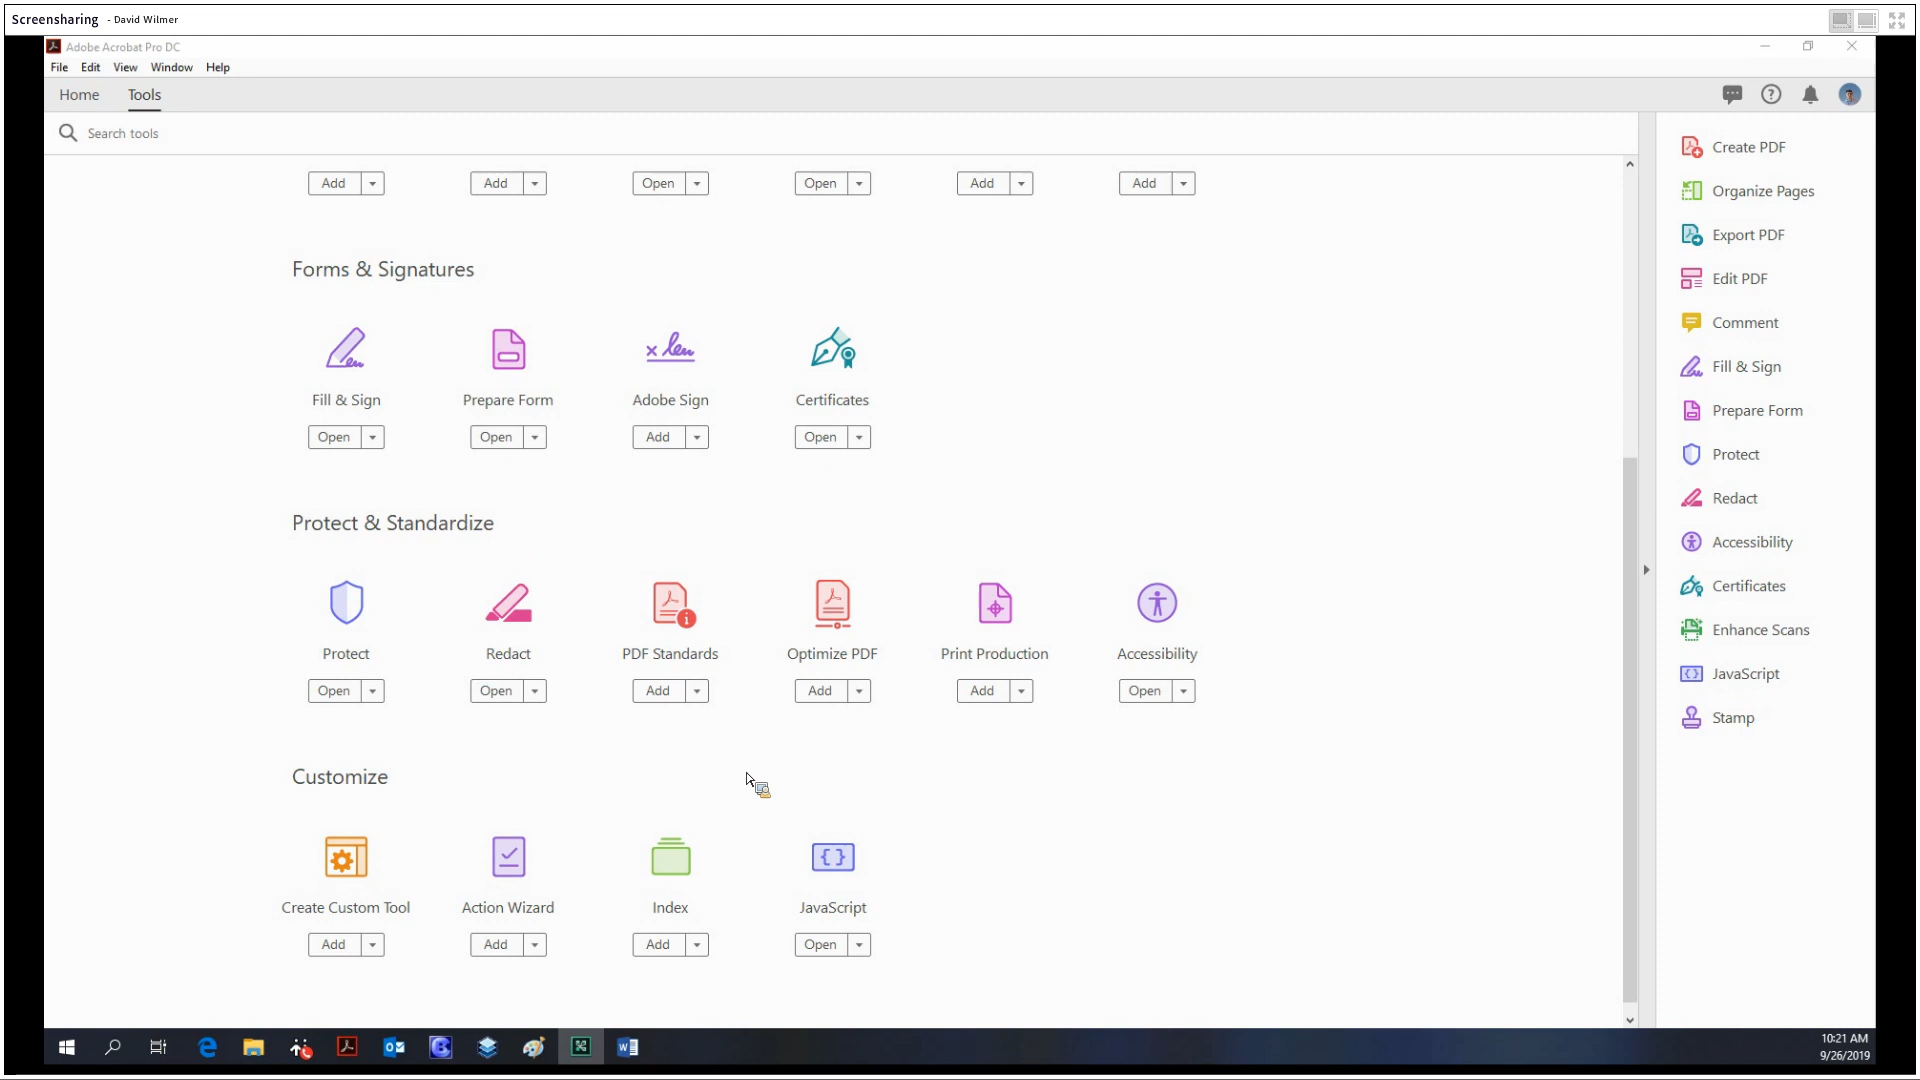 Screensharing - David Wilmer
Adobe Acrobat Pro DC
File Edit View Window Help
Home Tools
Search tools
Add Add Open Open Add Add
Forms & Signatures
Fill & Sign Prepare Form Adobe Sign Certificates
Open Open Add Open
Protect & Standardize
Protect Redact PDF Standards Optimize PDF Print Production Accessibility
Open Open Add Add Add Open
Customize
Create Custom Tool Action Wizard Index JavaScript
Add Add Add Open
Create PDF
Organize Pages
Export PDF
Edit PDF
Comment
Fill & Sign
Prepare Form
Protect
Redact
Accessibility
Certificates
Enhance Scans
JavaScript
Stamp
10:21 AM
9/26/2019